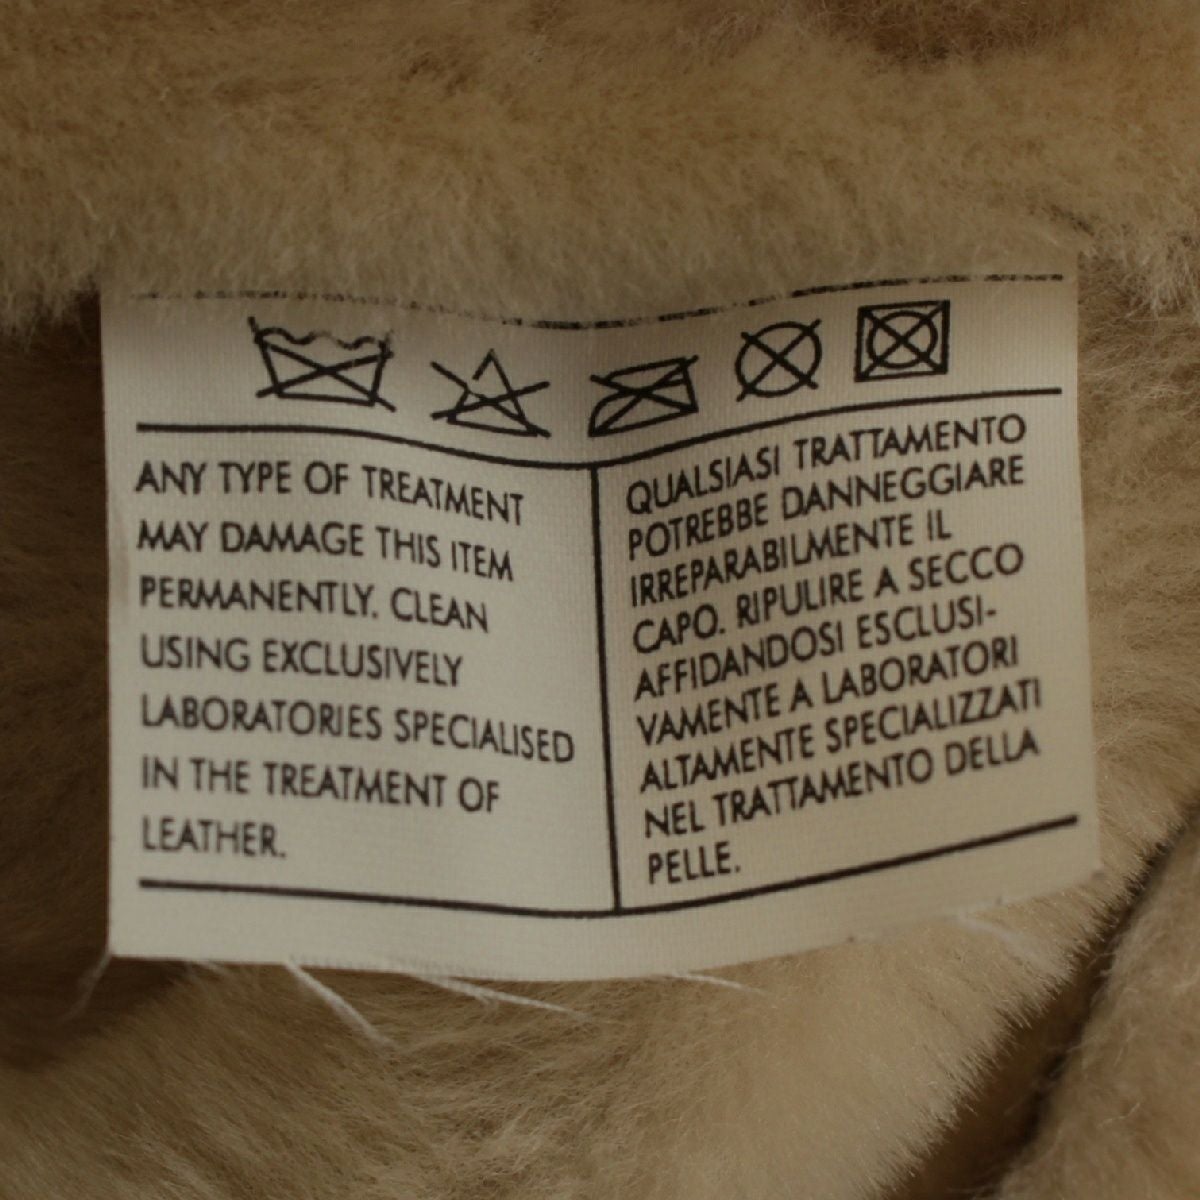 ANY TYPE OF TREATMENT
MAY DAMAGE THIS ITEM
PERMANENTLY. CLEAN
USING EXCLUSIVELY
LABORATORIES SPECIALISED
IN THE TREATMENT OF
LEATHER.
QUALSIASI TRATTAMENTO
POTREBBE DANNEGGIARE
IRREPARABILMENTE IL
CAPO. RIPULIRE A SECCO
AFFIDANDOSI ESCLUSI-
VAMENTE A LABORATORI
ALTAMENTE SPECIALIZZATI
NEL TRATTAMENTO DELLA
PELLE.